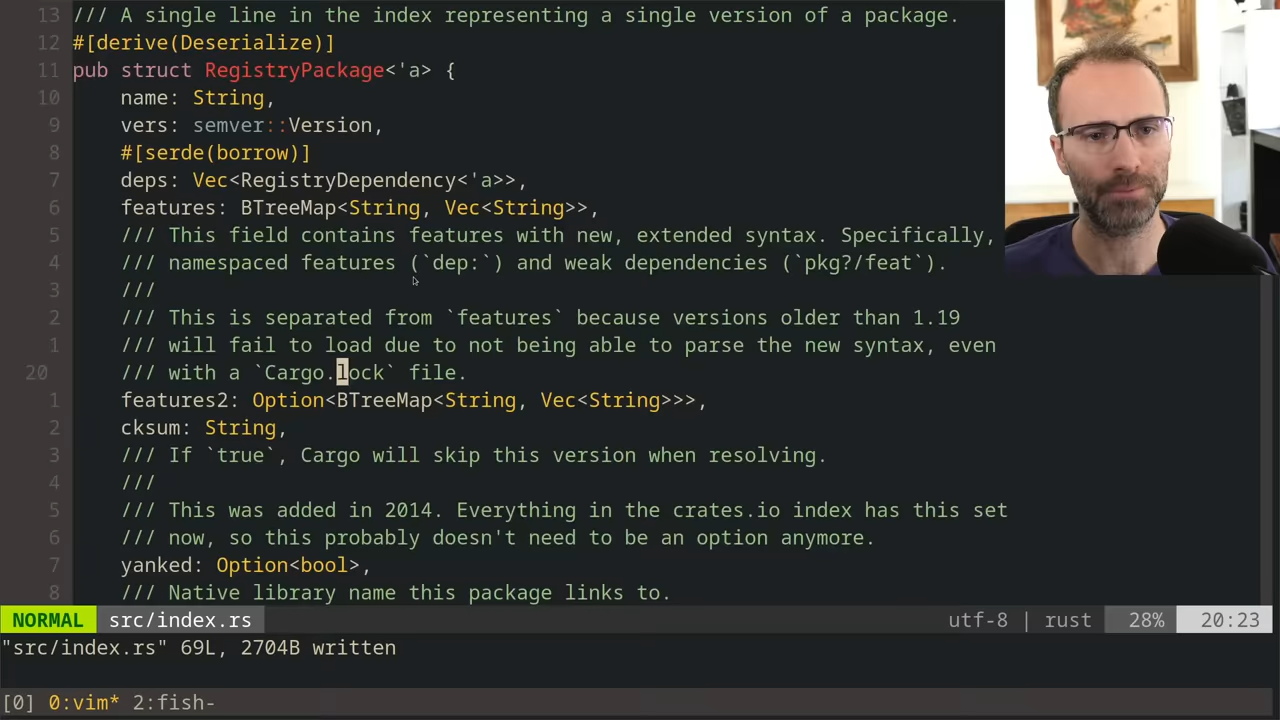 13 /// A single line in the index representing a single version of a package.
12 #[derive(Deserialize)]
11 pub struct RegistryPackage<'a> {
10 name: String,
9 vers: semver::Version,
8 #[serde(borrow)]
7 deps: Vec<RegistryDependency<'a>>,
6 features: BTreeMap<String, Vec<String>>,
5 /// This field contains features with new, extended syntax. Specifically,
4 /// namespaced features (`dep:`) and weak dependencies (`pkg?/feat`).
3 ///
2 /// This is separated from `features` because versions older than 1.19
1 /// will fail to load due to not being able to parse the new syntax, even
20 /// with a `Cargo.lock` file.
1 features2: Option<BTreeMap<String, Vec<String>>>,
2 cksum: String,
3 /// If `true`, Cargo will skip this version when resolving.
4 ///
5 /// This was added in 2014. Everything in the crates.io index has this set
6 /// now, so this probably doesn't need to be an option anymore.
7 yanked: Option<bool>,
8 /// Native library name this package links to.
NORMAL src/index.rs utf-8 | rust 28% 20:23
"src/index.rs" 69L, 2704B written
[0] 0:vim* 2:fish-